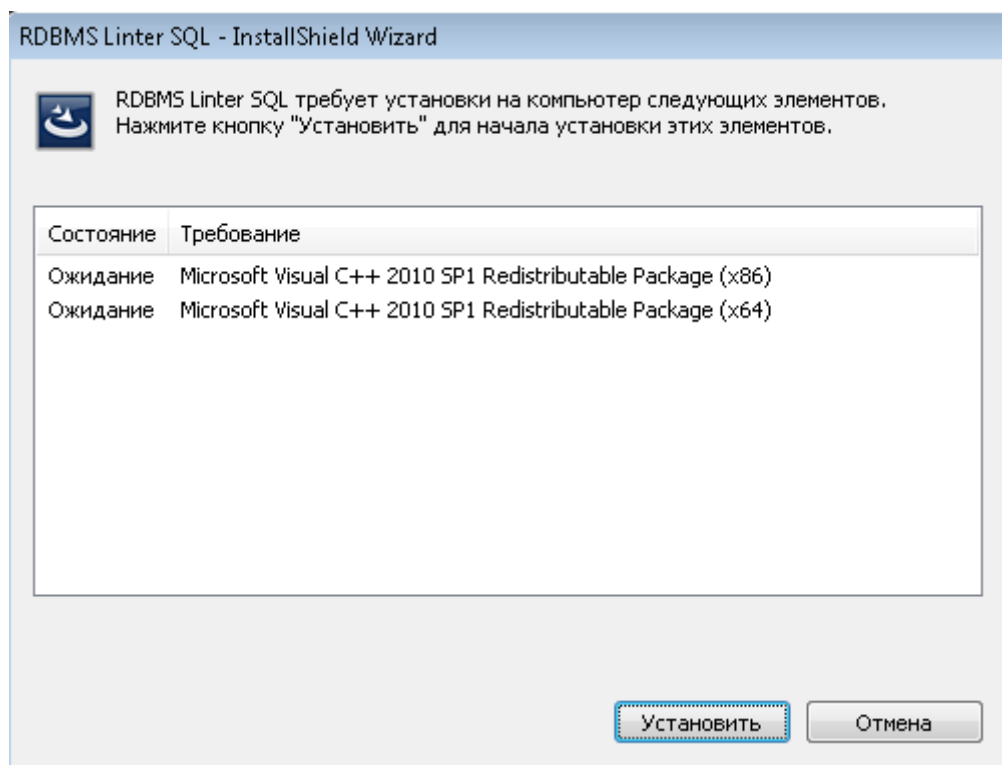 RDBMS Linter SQL - InstallShield Wizard
RDBMS Linter SQL требует установки на компьютер следующих элементов.
Нажмите кнопку "Установить" для начала установки этих элементов.
Состояние Требование
Ожидание Microsoft Visual C++ 2010 SP1 Redistributable Package (x86)
Ожидание Microsoft Visual C++ 2010 SP1 Redistributable Package (x64)
Установить Отмена